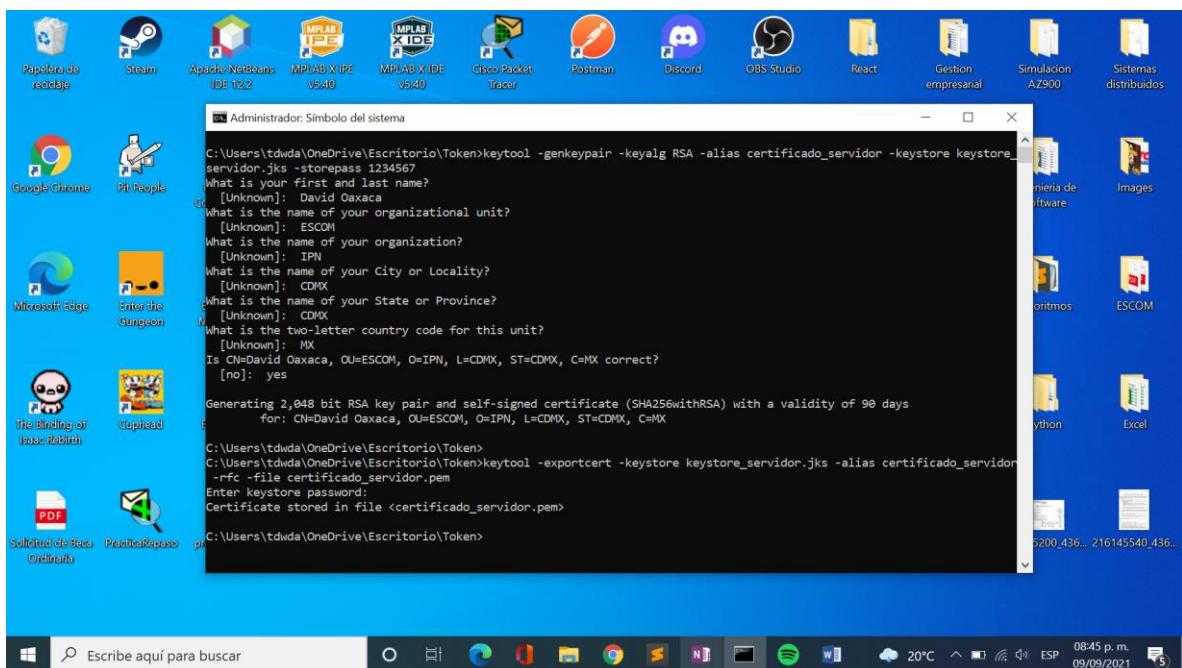 Papelera de
reciclaje
Steam
Apache NetBeans
IDE 12.2
MPLAB
IPE
MPLAB X IPE
v5.40
MPLAB
X IDE
MPLAB X IDE
v5.40
Cisco Packet
Tracer
Postman
Discord
OBS Studio
React
Gestion
empresarial
Simulacion
AZ900
Sistemas
distribuidos
Google Chrome
Pit People
Images
Microsoft Edge
Enter the
Gungeon
ESCOM
The Binding of
Isaac Rebirth
Cuphead
Excel
PDF
Solicitud de Beca
Ordinaria
PracticaRepaso
216145540_436...
Administrador: Símbolo del sistema
C:\Users\tdwda\OneDrive\Escritorio\Token>keytool -genkeypair -keyalg RSA -alias certificado_servidor -keystore keystore_
servidor.jks -storepass 1234567
What is your first and last name?
[Unknown]: David Oaxaca
What is the name of your organizational unit?
[Unknown]: ESCOM
What is the name of your organization?
[Unknown]: IPN
What is the name of your City or Locality?
[Unknown]: CDMX
What is the name of your State or Province?
[Unknown]: CDMX
What is the two-letter country code for this unit?
[Unknown]: MX
Is CN=David Oaxaca, OU=ESCOM, O=IPN, L=CDMX, ST=CDMX, C=MX correct?
[no]: yes
Generating 2,048 bit RSA key pair and self-signed certificate (SHA256withRSA) with a validity of 90 days
for: CN=David Oaxaca, OU=ESCOM, O=IPN, L=CDMX, ST=CDMX, C=MX
C:\Users\tdwda\OneDrive\Escritorio\Token>
C:\Users\tdwda\OneDrive\Escritorio\Token>keytool -exportcert -keystore keystore_servidor.jks -alias certificado_servidor
-rfc -file certificado_servidor.pem
Enter keystore password:
Certificate stored in file <certificado_servidor.pem>
C:\Users\tdwda\OneDrive\Escritorio\Token>
Escribe aquí para buscar
20°C
ESP
08:45 p. m.
09/09/2021
5